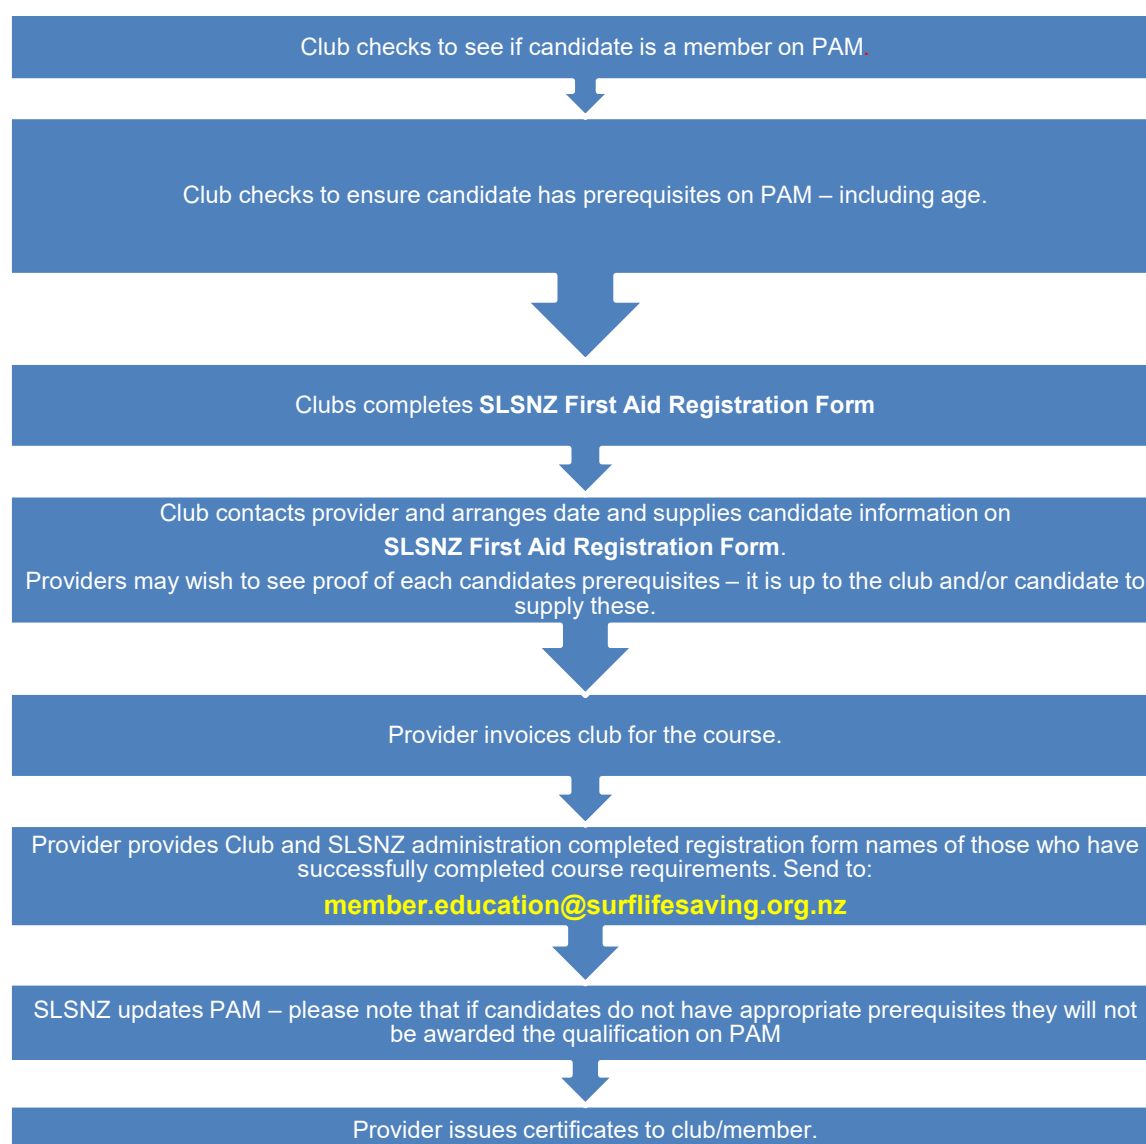 Club checks to see if candidate is a member on PAM.
Club checks to ensure candidate has prerequisites on PAM – including age.
Clubs completes SLSNZ First Aid Registration Form
Club contacts provider and arranges date and supplies candidate information on
SLSNZ First Aid Registration Form.
Providers may wish to see proof of each candidates prerequisites – it is up to the club and/or candidate to
supply these.
Provider invoices club for the course.
Provider provides Club and SLSNZ administration completed registration form names of those who have
successfully completed course requirements. Send to:
member.education@surflifesaving.org.nz
SLSNZ updates PAM – please note that if candidates do not have appropriate prerequisites they will not
be awarded the qualification on PAM
Provider issues certificates to club/member.